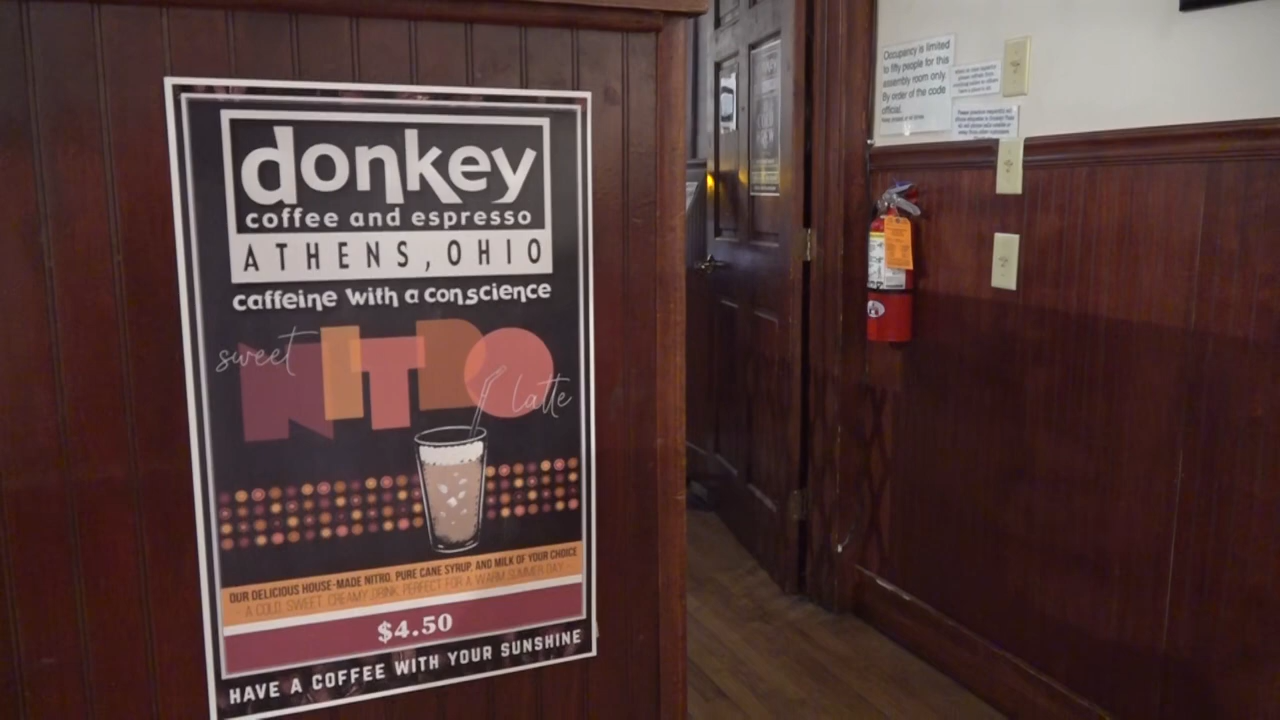 donkey
coffee and espresso
ATHENS, OHIO
caffeine with a conscience
sweet
NITRO
latte
OUR DELICIOUS HOUSE-MADE NITRO, PURE CANE SYRUP, AND MILK OF YOUR CHOICE
- A COLD, SWEET, CREAMY DRINK, PERFECT FOR A WARM SUMMER DAY -
$4.50
HAVE A COFFEE WITH YOUR SUNSHINE
Occupancy is limited
to fifty people for this
assembly room only.
By order of the code
official.